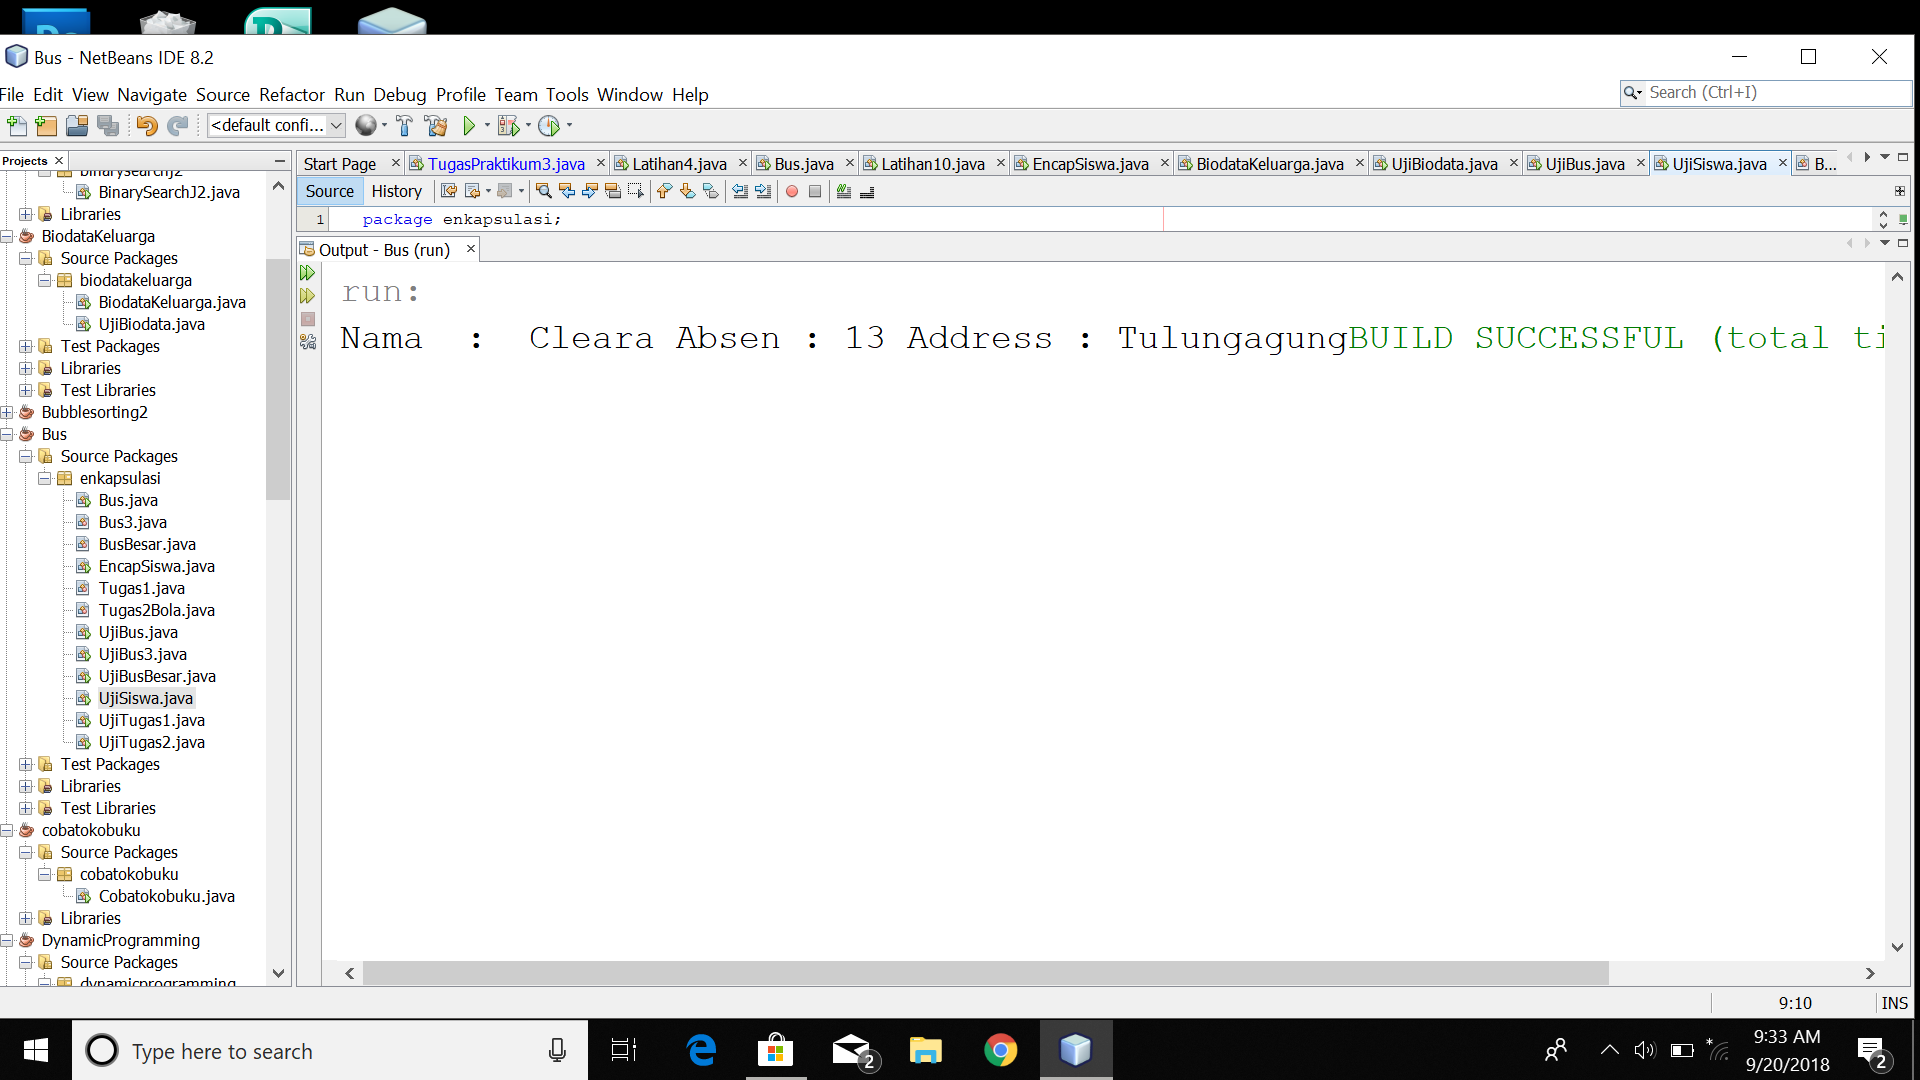 Bus - NetBeans IDE 8.2
File Edit View Navigate Source Refactor Run Debug Profile Team Tools Window Help
Search (Ctrl+I)
<default confi...
Projects
Start Page TugasPraktikum3.java Latihan4.java Bus.java Latihan10.java EncapSiswa.java BiodataKeluarga.java UjiBiodata.java UjiBus.java UjiSiswa.java B...
Source History
1 package enkapsulasi;
Output - Bus (run)
run:
Nama : Cleara Absen : 13 Address : TulungagungBUILD SUCCESSFUL (total ti
binarysearchj2
BinarySearchJ2.java
Libraries
BiodataKeluarga
Source Packages
biodatakeluarga
BiodataKeluarga.java
UjiBiodata.java
Test Packages
Libraries
Test Libraries
Bubblesorting2
Bus
Source Packages
enkapsulasi
Bus.java
Bus3.java
BusBesar.java
EncapSiswa.java
Tugas1.java
Tugas2Bola.java
UjiBus.java
UjiBus3.java
UjiBusBesar.java
UjiSiswa.java
UjiTugas1.java
UjiTugas2.java
Test Packages
Libraries
Test Libraries
cobatokobuku
Source Packages
cobatokobuku
Cobatokobuku.java
Libraries
DynamicProgramming
Source Packages
dynamicprogramming
9:10 INS
Type here to search
2
9:33 AM
9/20/2018
2